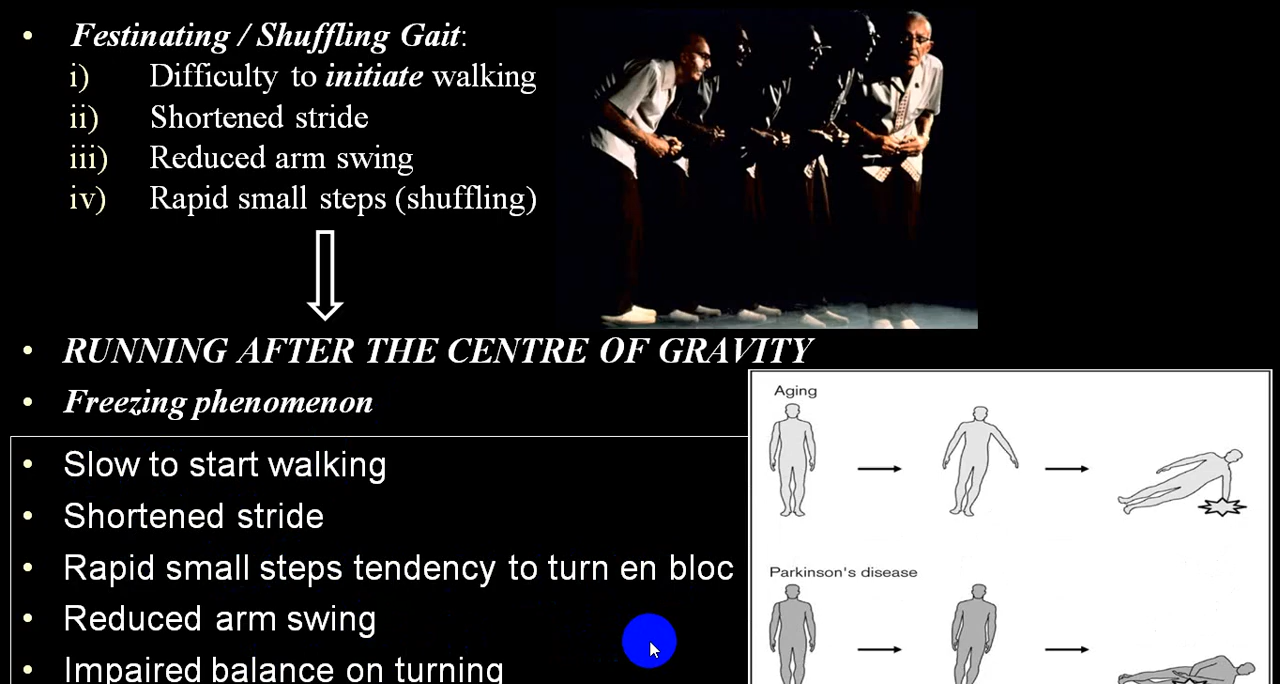 • Festinating / Shuffling Gait:
i) Difficulty to initiate walking
ii) Shortened stride
iii) Reduced arm swing
iv) Rapid small steps (shuffling)
• RUNNING AFTER THE CENTRE OF GRAVITY
• Freezing phenomenon
• Slow to start walking
• Shortened stride
• Rapid small steps tendency to turn en bloc
• Reduced arm swing
• Impaired balance on turning
Aging
Parkinson's disease